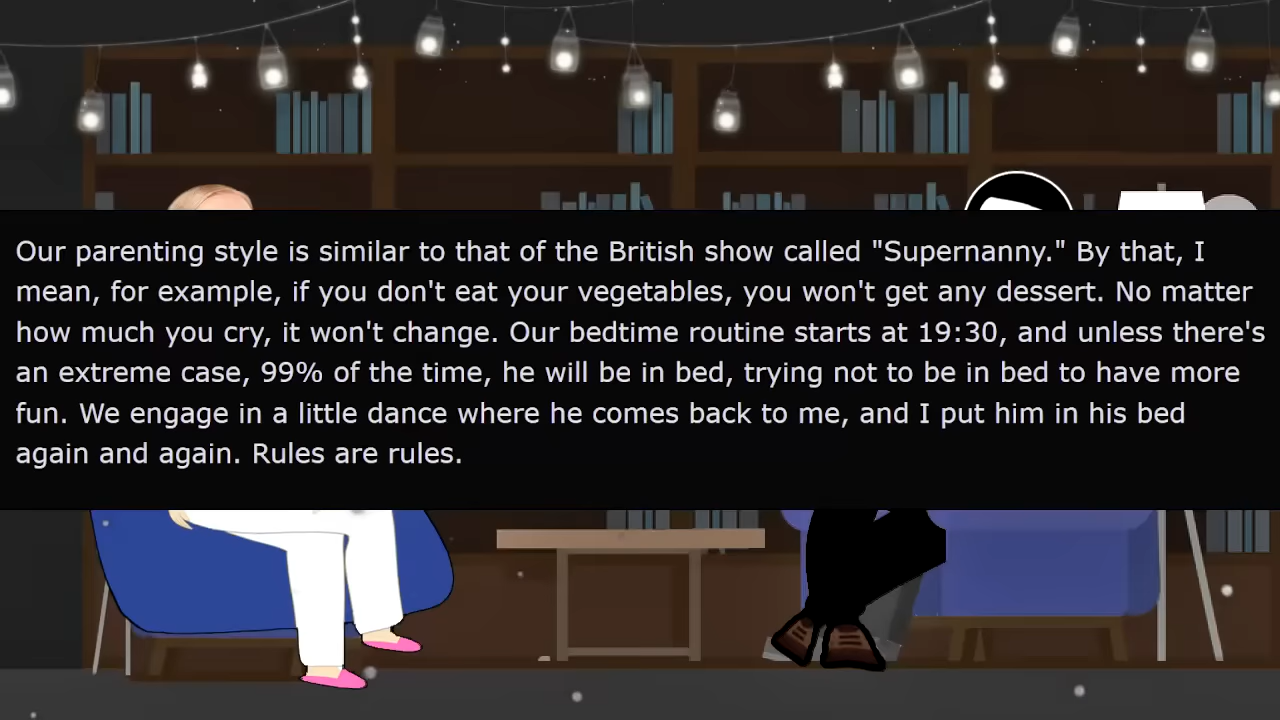 Our parenting style is similar to that of the British show called "Supernanny." By that, I
mean, for example, if you don't eat your vegetables, you won't get any dessert. No matter
how much you cry, it won't change. Our bedtime routine starts at 19:30, and unless there's
an extreme case, 99% of the time, he will be in bed, trying not to be in bed to have more
fun. We engage in a little dance where he comes back to me, and I put him in his bed
again and again. Rules are rules.